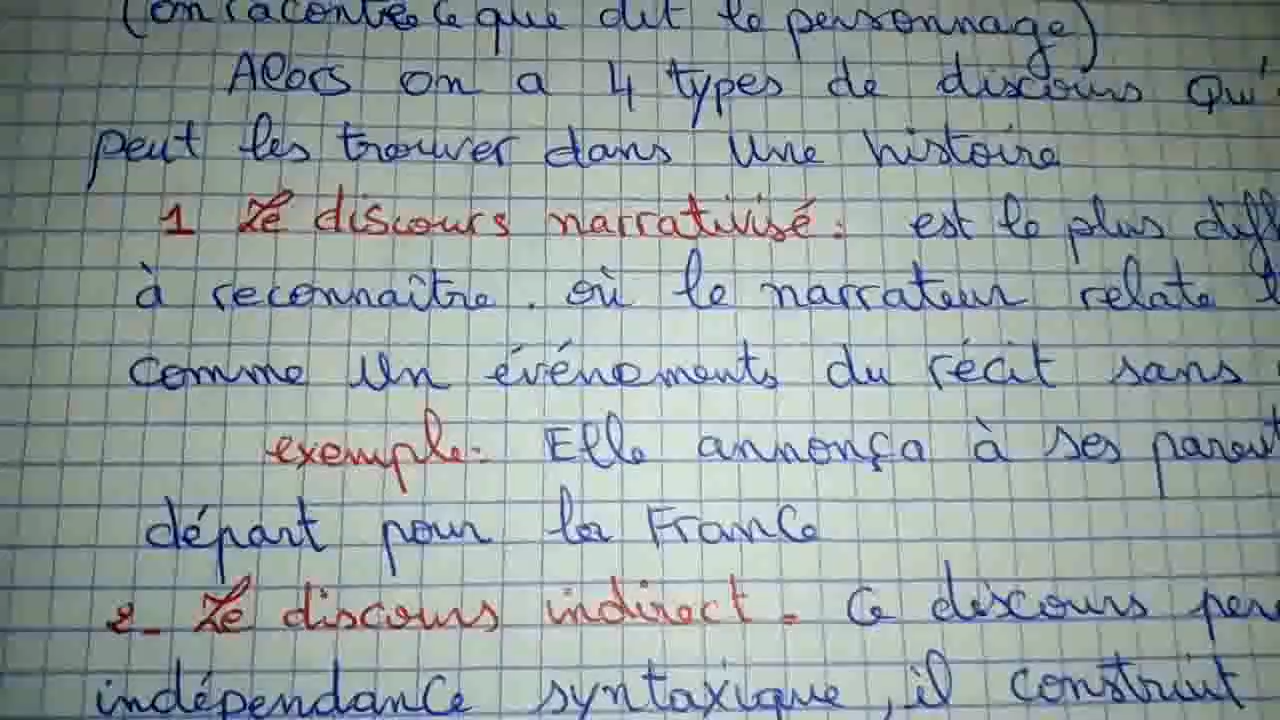 (on raconte ce que dit le personnage)
Alors on a 4 types de discours qu'
peut les trouver dans une histoire
1 Le discours narrativisé : est le plus diff
à reconnaître. où le narrateur relate l
comme un événements du récit sans
exemple: Elle annonça à ses parent
départ pour la France
2- Le discours indirect - Ce discours per
indépendance syntaxique, il construit